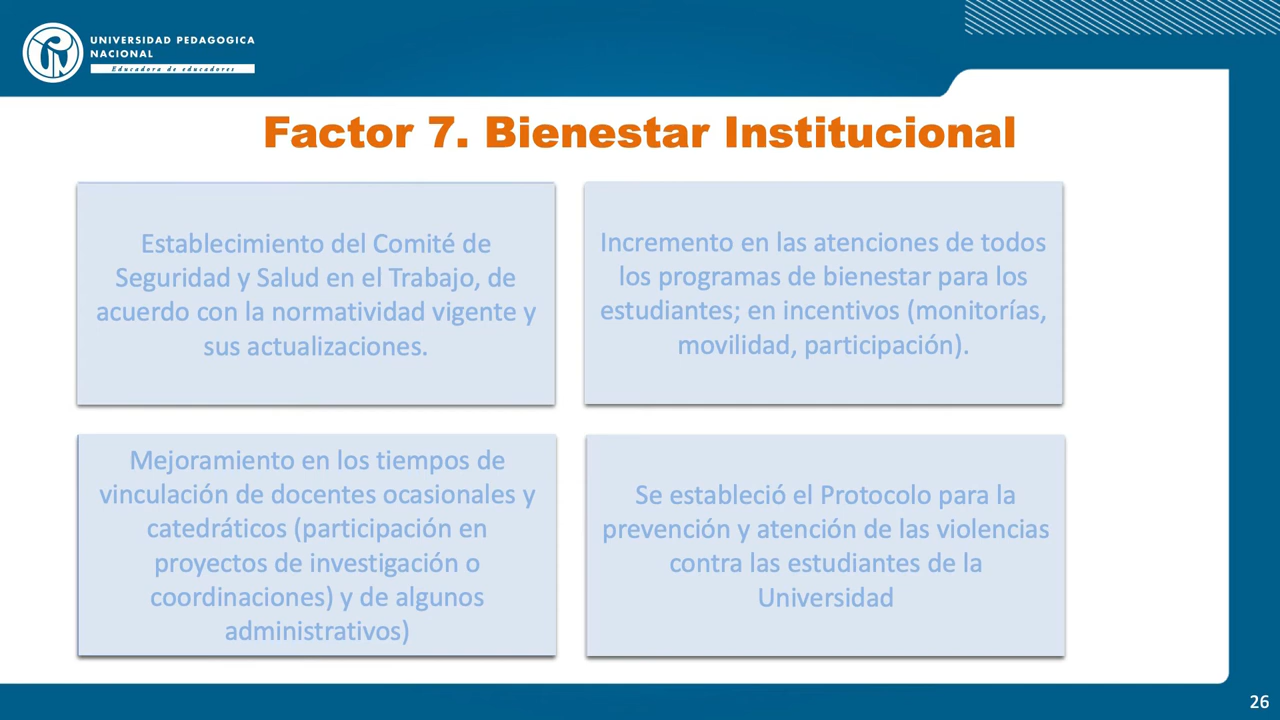 UNIVERSIDAD PEDAGOGICA
NACIONAL
Educadora de educadores
Factor 7. Bienestar Institucional
Establecimiento del Comité de
Seguridad y Salud en el Trabajo, de
acuerdo con la normatividad vigente y
sus actualizaciones.
Incremento en las atenciones de todos
los programas de bienestar para los
estudiantes; en incentivos (monitorías,
movilidad, participación).
Mejoramiento en los tiempos de
vinculación de docentes ocasionales y
catedráticos (participación en
proyectos de investigación o
coordinaciones) y de algunos
administrativos)
Se estableció el Protocolo para la
prevención y atención de las violencias
contra las estudiantes de la
Universidad
26